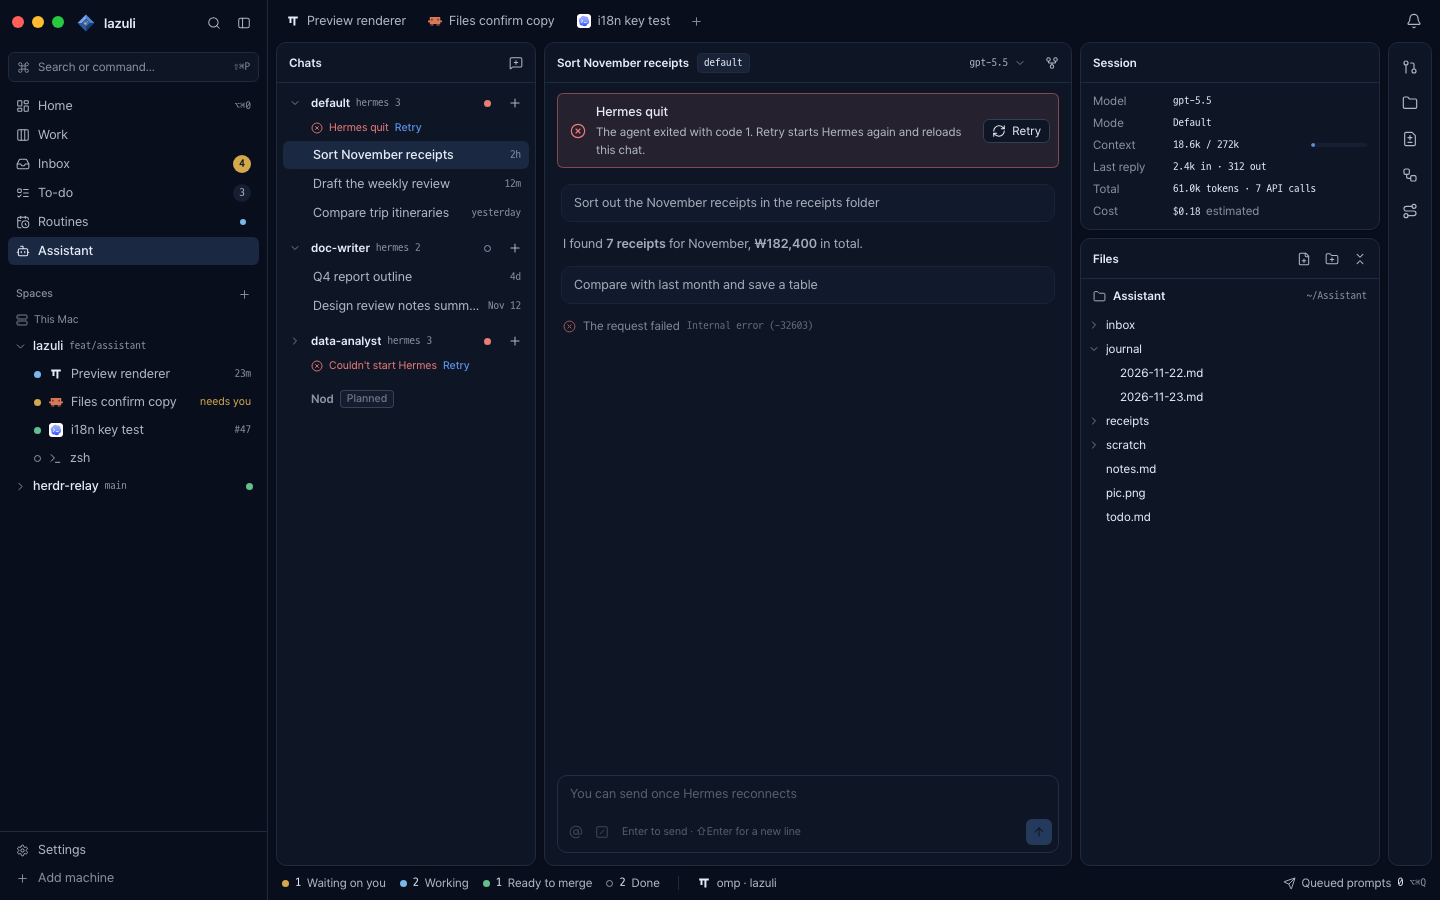 lazuli
Search or command... ⇧⌘P
Home ⌥⌘0
Work
Inbox 4
To-do 3
Routines
Assistant
Spaces
This Mac
lazuli feat/assistant
Preview renderer 23m
Files confirm copy needs you
i18n key test #47
zsh
herdr-relay main
Settings
Add machine
Preview renderer
Files confirm copy
i18n key test
Chats
default hermes 3
Hermes quit Retry
Sort November receipts 2h
Draft the weekly review 12m
Compare trip itineraries yesterday
doc-writer hermes 2
Q4 report outline 4d
Design review notes summ... Nov 12
data-analyst hermes 3
Couldn't start Hermes Retry
Nod Planned
Sort November receipts default gpt-5.5
Hermes quit
The agent exited with code 1. Retry starts Hermes again and reloads
this chat.
Retry
Sort out the November receipts in the receipts folder
I found 7 receipts for November, ₩182,400 in total.
Compare with last month and save a table
The request failed Internal error (-32603)
You can send once Hermes reconnects
Enter to send · ⇧Enter for a new line
Session
Model gpt-5.5
Mode Default
Context 18.6k / 272k
Last reply 2.4k in · 312 out
Total 61.0k tokens · 7 API calls
Cost $0.18 estimated
Files
Assistant ~/Assistant
inbox
journal
2026-11-22.md
2026-11-23.md
receipts
scratch
notes.md
pic.png
todo.md
1 Waiting on you 2 Working 1 Ready to merge 2 Done omp · lazuli
Queued prompts 0 ⌥⌘Q